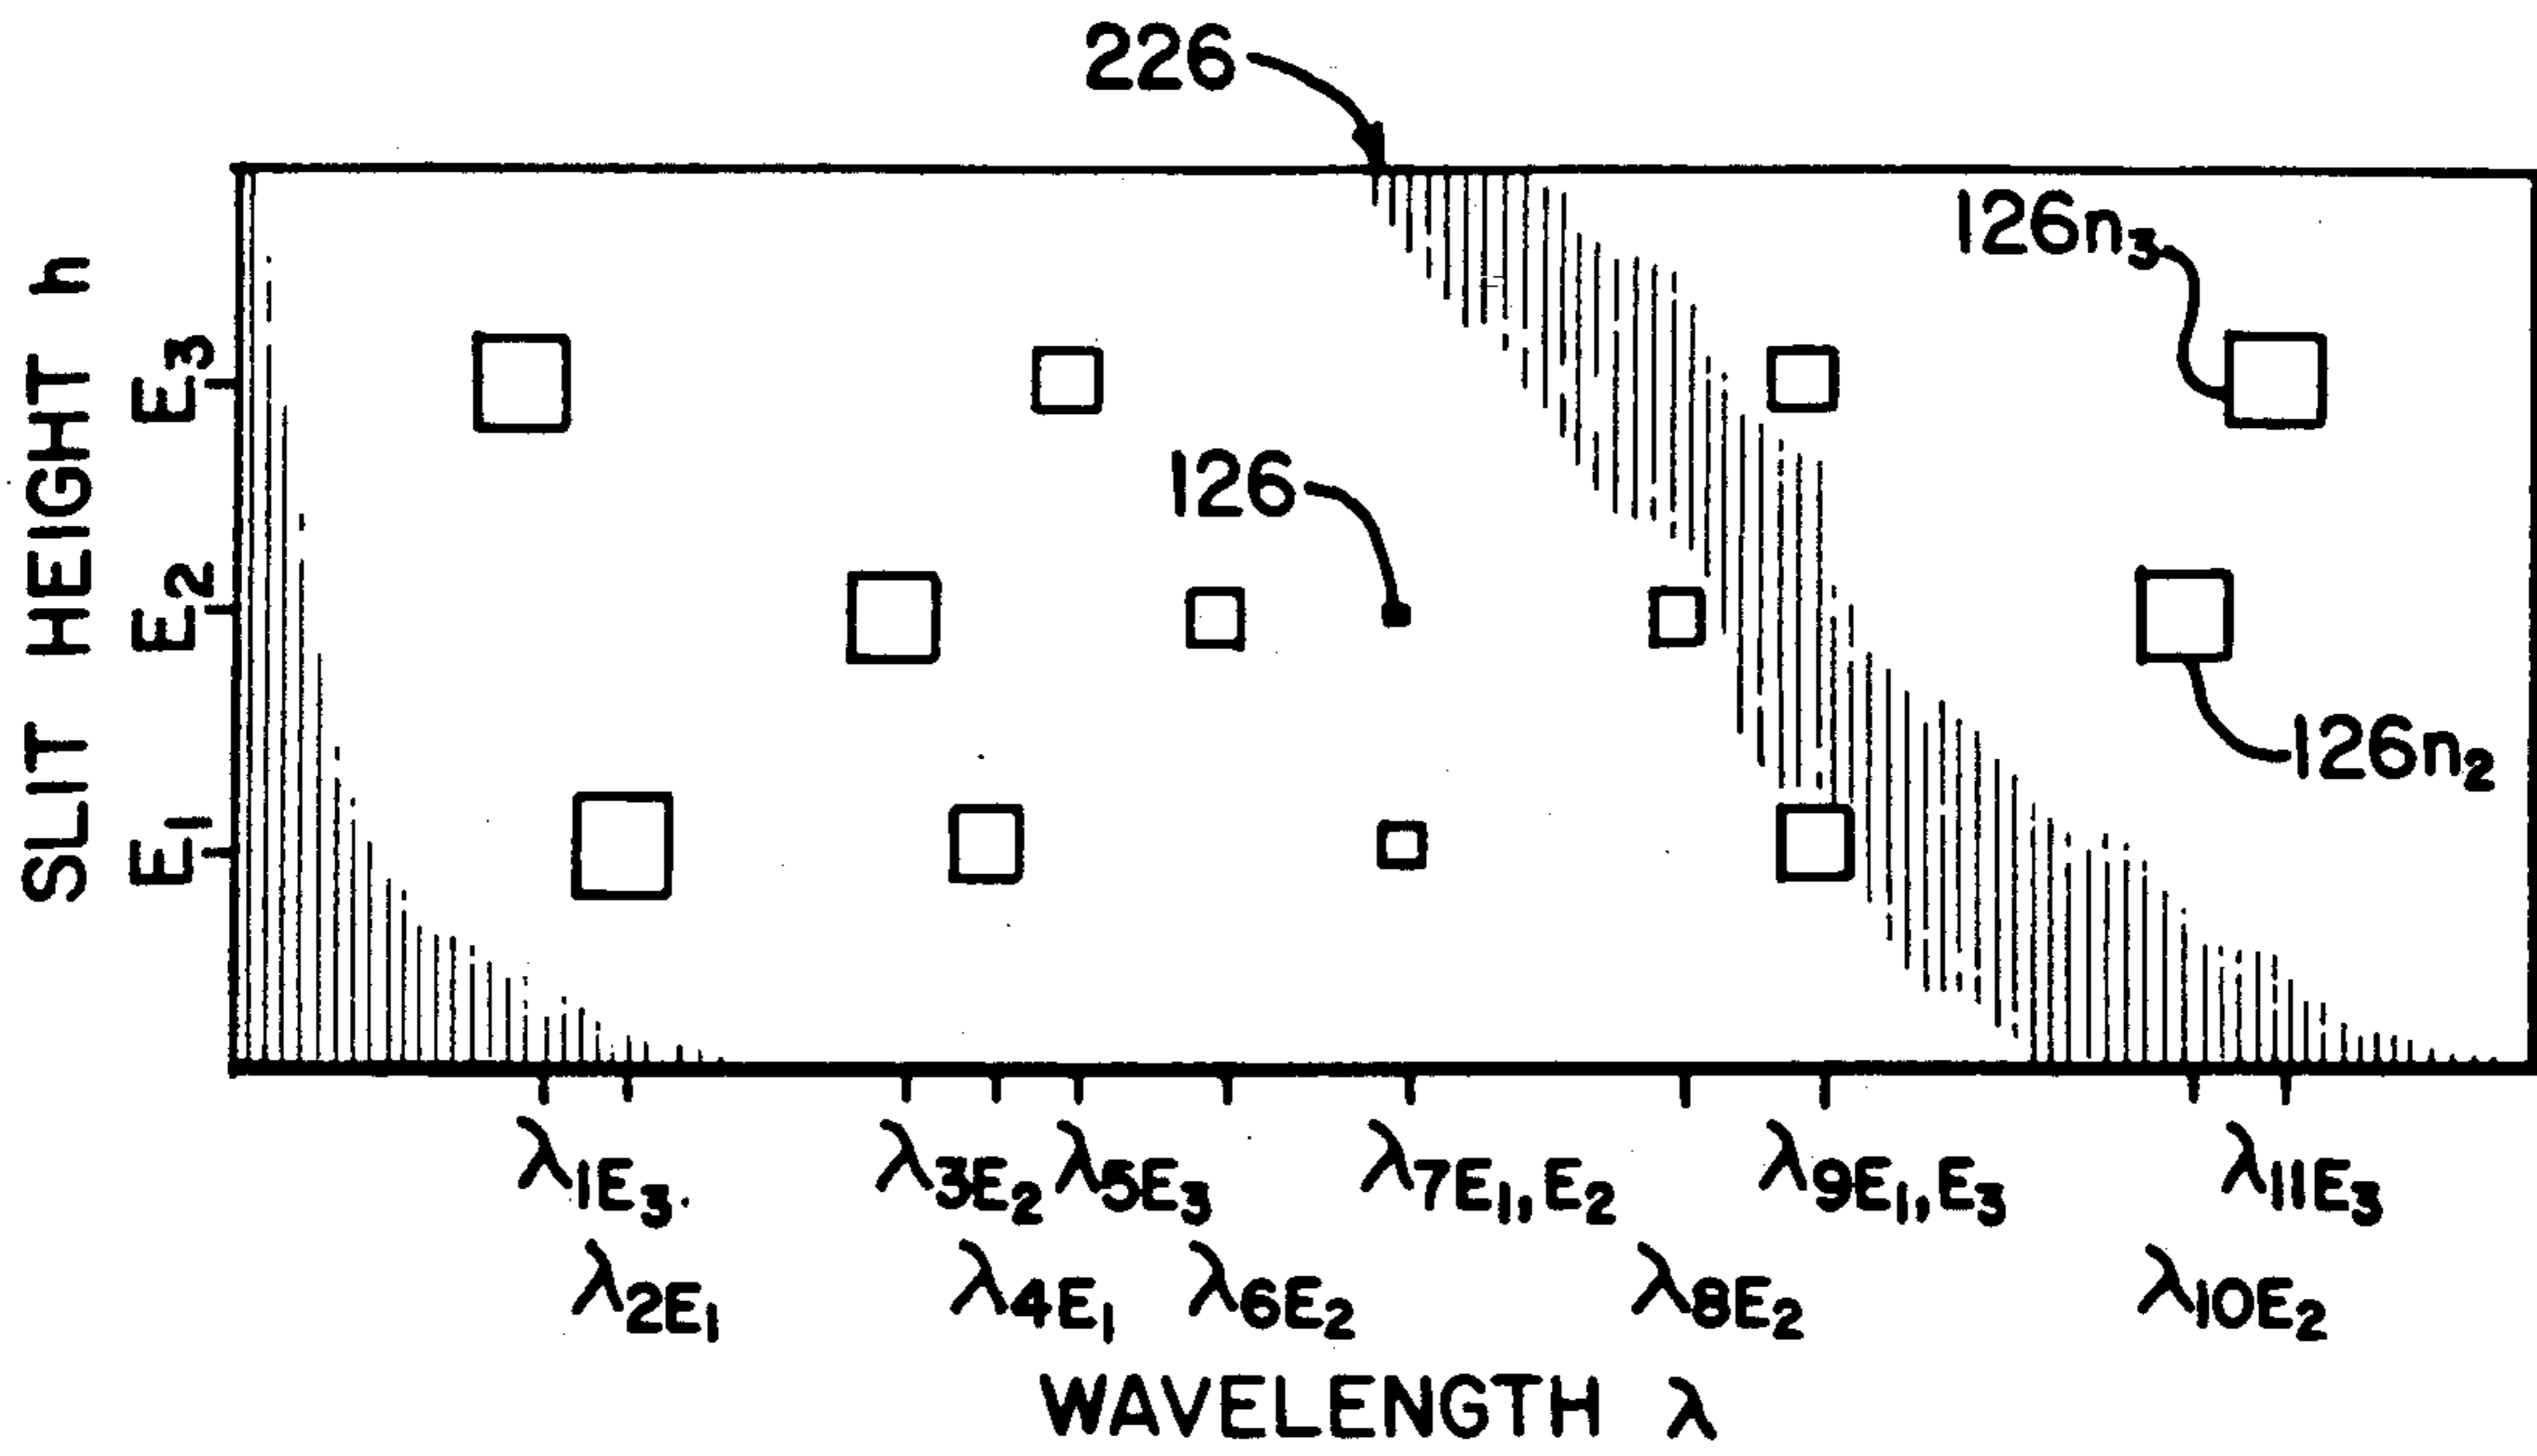 226
126n₃
SLIT HEIGHT h
E₃
126
E₂
126n₂
E₁
λ₁E₃ λ₃E₂ λ₅E₃ λ₇E₁,E₂ λ₉E₁,E₃ λ₁₁E₃
λ₂E₁ λ₄E₁ λ₆E₂ λ₈E₂ λ₁₀E₂
WAVELENGTH λ